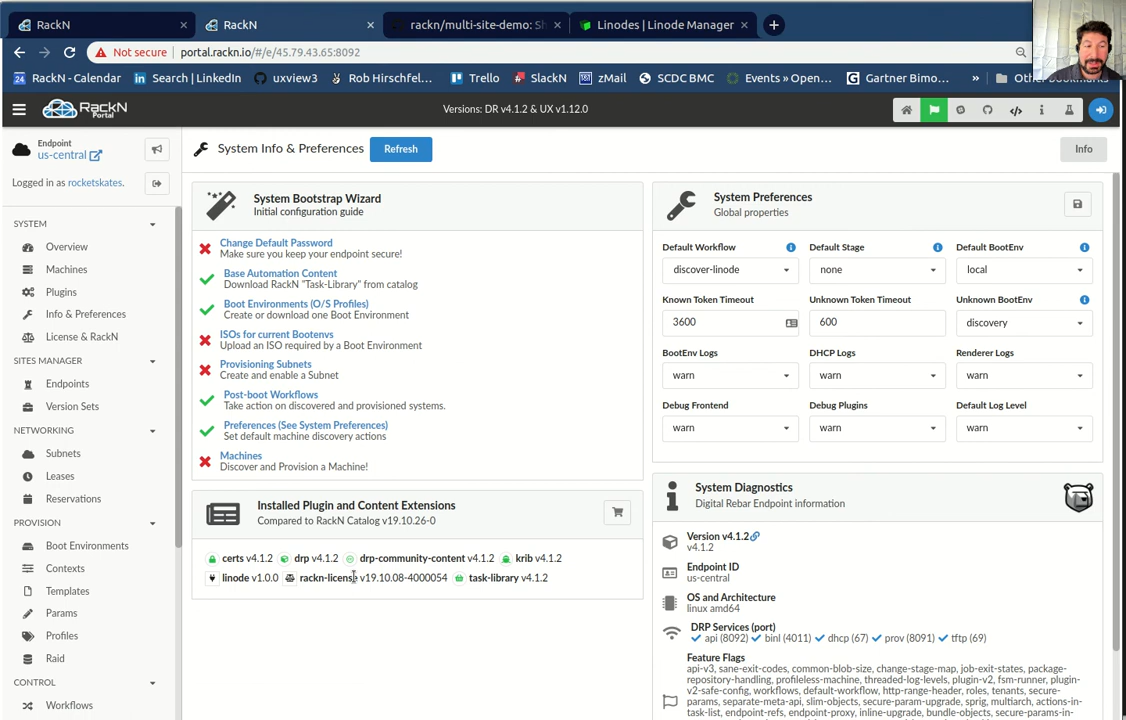 RackN
RackN
rackn/multi-site-demo: Sh
Linodes | Linode Manager
Not secure
portal.rackn.io/#/e/45.79.43.65:8092
RackN - Calendar
Search | LinkedIn
uxview3
Rob Hirschfel...
Trello
SlackN
zMail
SCDC BMC
Events » Open...
Gartner Bimo...
»
RackN
Portal
Versions: DR v4.1.2 & UX v1.12.0
Endpoint
us-central
Logged in as rocketskates.
SYSTEM
Overview
Machines
Plugins
Info & Preferences
License & RackN
SITES MANAGER
Endpoints
Version Sets
NETWORKING
Subnets
Leases
Reservations
PROVISION
Boot Environments
Contexts
Templates
Params
Profiles
Raid
CONTROL
Workflows
System Info & Preferences
Refresh
Info
System Bootstrap Wizard
Initial configuration guide
Change Default Password
Make sure you keep your endpoint secure!
Base Automation Content
Download RackN "Task-Library" from catalog
Boot Environments (O/S Profiles)
Create or download one Boot Environment
ISOs for current Bootenvs
Upload an ISO required by a Boot Environment
Provisioning Subnets
Create and enable a Subnet
Post-boot Workflows
Take action on discovered and provisioned systems.
Preferences (See System Preferences)
Set default machine discovery actions
Machines
Discover and Provision a Machine!
Installed Plugin and Content Extensions
Compared to RackN Catalog v19.10.26-0
certs v4.1.2 drp v4.1.2 drp-community-content v4.1.2 krib v4.1.2
linode v1.0.0 rackn-license v19.10.08-4000054 task-library v4.1.2
System Preferences
Global properties
Default Workflow Default Stage Default BootEnv
discover-linode none local
Known Token Timeout Unknown Token Timeout Unknown BootEnv
3600 600 discovery
BootEnv Logs DHCP Logs Renderer Logs
warn warn warn
Debug Frontend Debug Plugins Default Log Level
warn warn warn
System Diagnostics
Digital Rebar Endpoint information
Version v4.1.2
v4.1.2
Endpoint ID
us-central
OS and Architecture
linux amd64
DRP Services (port)
api (8092) binl (4011) dhcp (67) prov (8091) tftp (69)
Feature Flags
api-v3, sane-exit-codes, common-blob-size, change-stage-map, job-exit-states, package-
repository-handling, profileless-machine, threaded-log-levels, plugin-v2, fsm-runner, plugin-
v2-safe-config, workflows, default-workflow, http-range-header, roles, tenants, secure-
params, separate-meta-api, slim-objects, secure-param-upgrade, sprig, multiarch, actions-in-
task-list, endpoint-refs, endpoint-proxy, inline-upgrade, bundle-objects, secure-params-in-